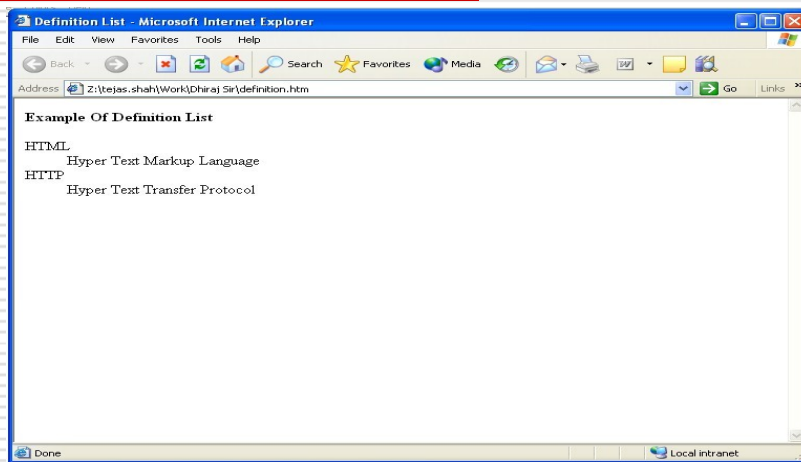 Definition List - Microsoft Internet Explorer
File Edit View Favorites Tools Help
Back Search Favorites Media
Address Z:\tejas.shah\Work\Dhiraj Sir\definition.htm Go Links »
Example Of Definition List
HTML
Hyper Text Markup Language
HTTP
Hyper Text Transfer Protocol
Done Local intranet